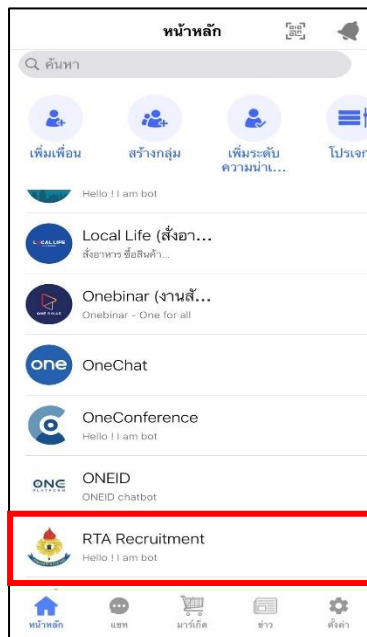 หน้าหลัก
ค้นหา
เพิ่มเพื่อน
สร้างกลุ่ม
เพิ่มระดับ
ความน่าเ...
โปรเจก
Hello ! I am bot
LOCAL LIFE
Local Life (สั่งอา...
สั่งอาหาร ซื้อสินค้า...
Onebinar (งานสั...
Onebinar - One for all
one
OneChat
OneConference
Hello ! I am bot
ONE
PLATFORM
ONEID
ONEID chatbot
RTA Recruitment
Hello ! I am bot
หน้าหลัก
แชท
มาร์เก็ต
ข่าว
ตั้งค่า